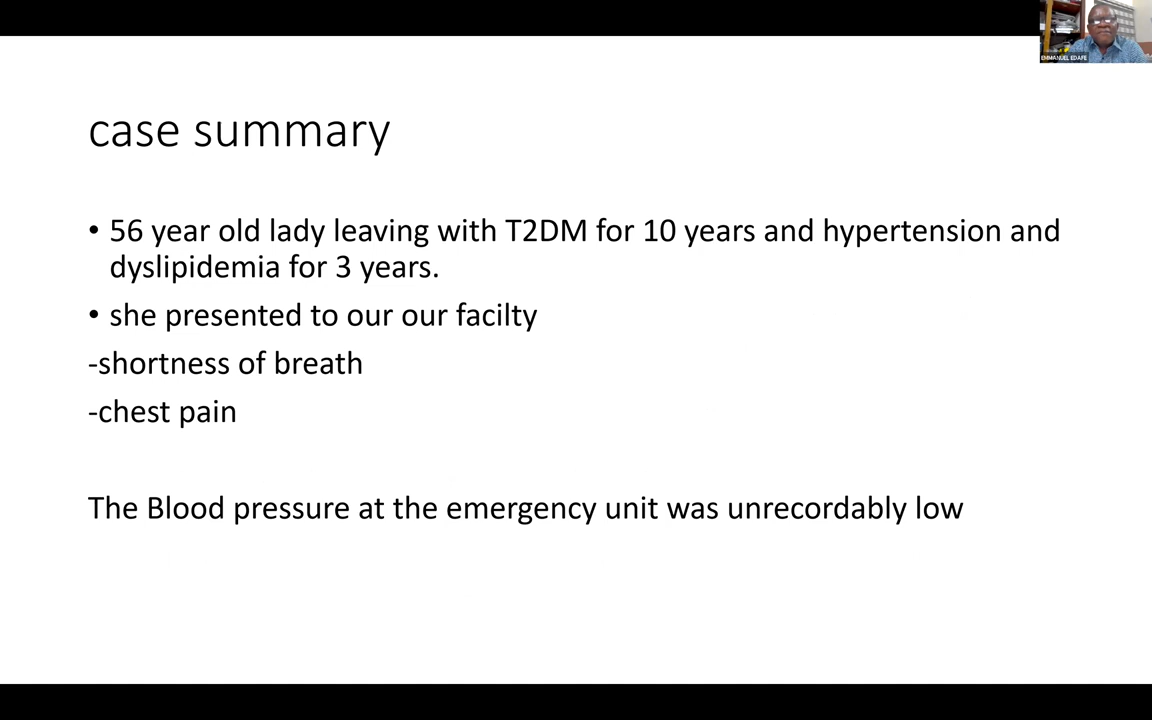 EMMANUEL EDAFE
case summary
• 56 year old lady leaving with T2DM for 10 years and hypertension and
dyslipidemia for 3 years.
• she presented to our our facilty
-shortness of breath
-chest pain
The Blood pressure at the emergency unit was unrecordably low